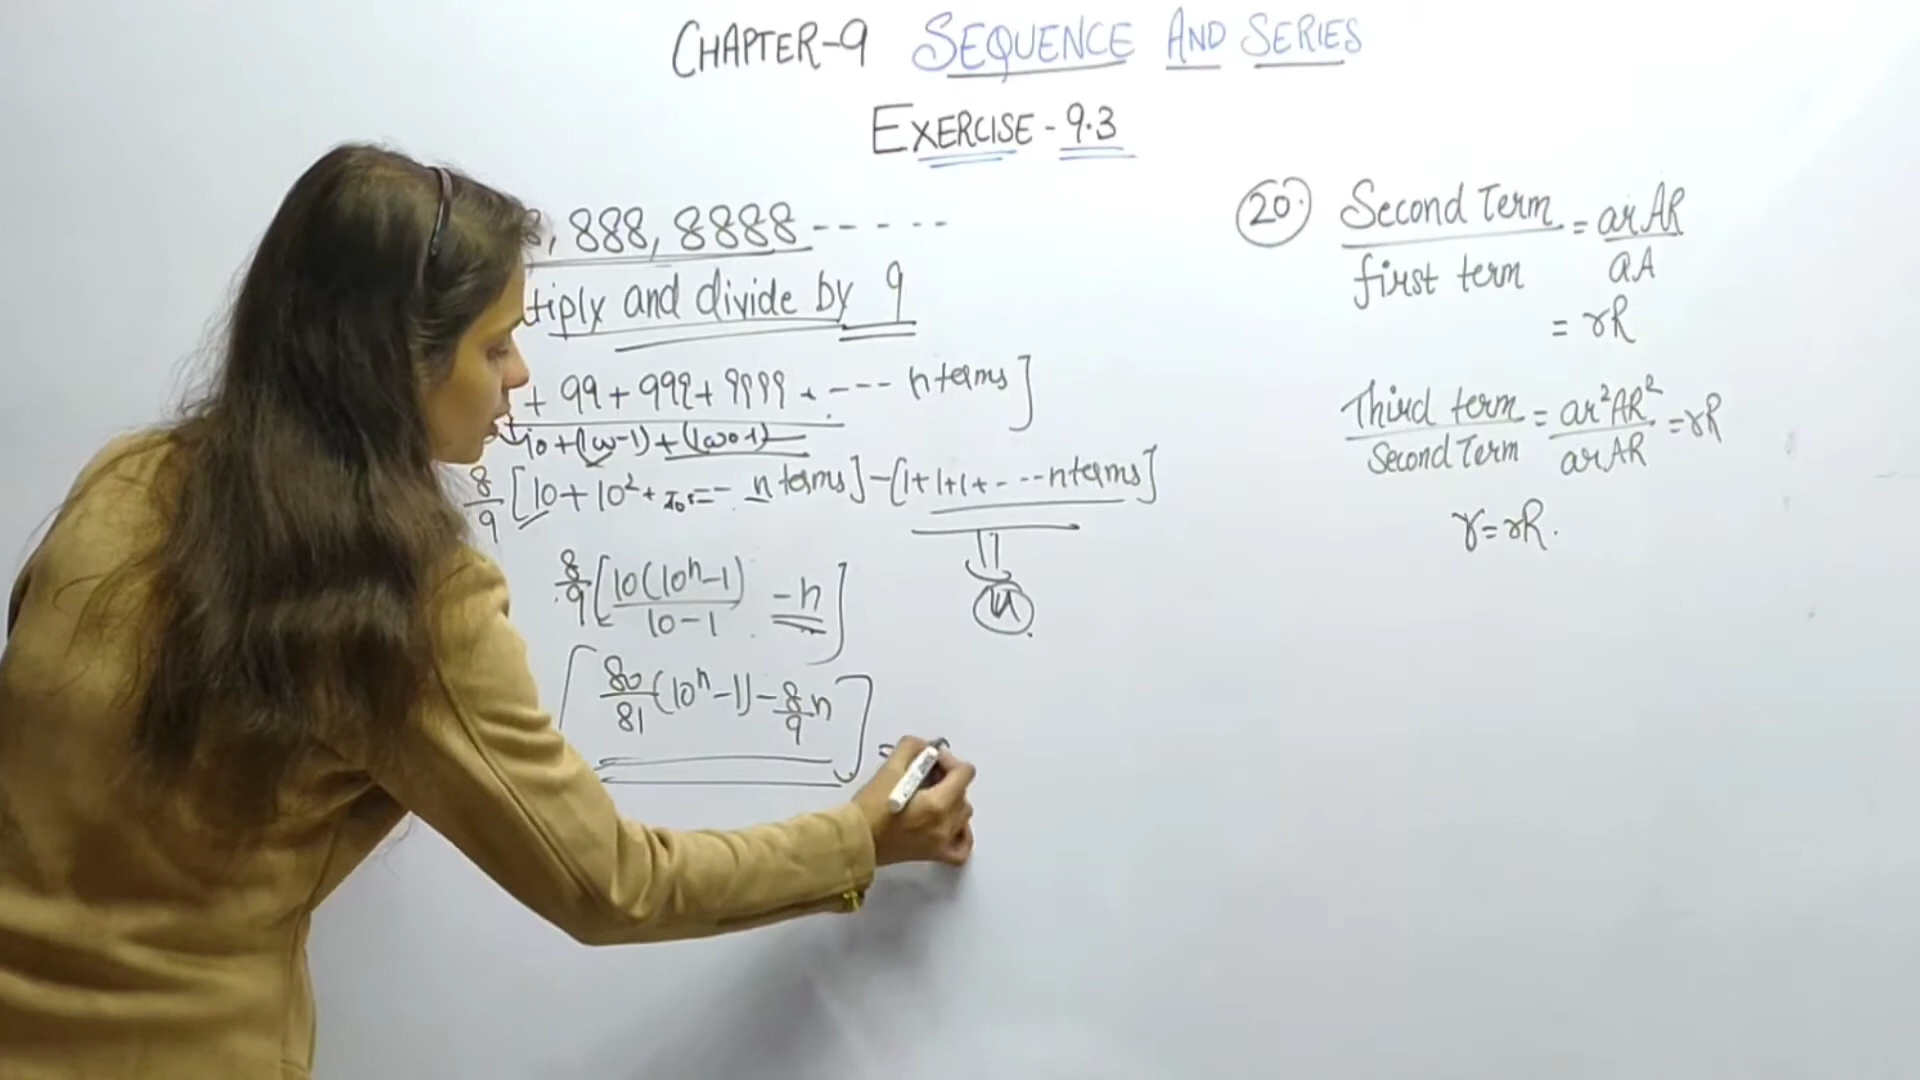 CHAPTER-9 SEQUENCE AND SERIES
EXERCISE - 9.3
8, 888, 8888 - - - - -
tiply and divide by 9
+ 99 + 999 + 9999 + - - - n terms]
8/9 [10 + 10² + - - n terms] - [1+1+1+ - - - n terms]
n
8/9 [10(10ⁿ-1)/10-1 - n]
[80/81 (10ⁿ-1) - 8/9 n]
20. Second Term / first term = arAR / aA
= rR
Third term / Second Term = ar²AR² / arAR = rR
r = rR.